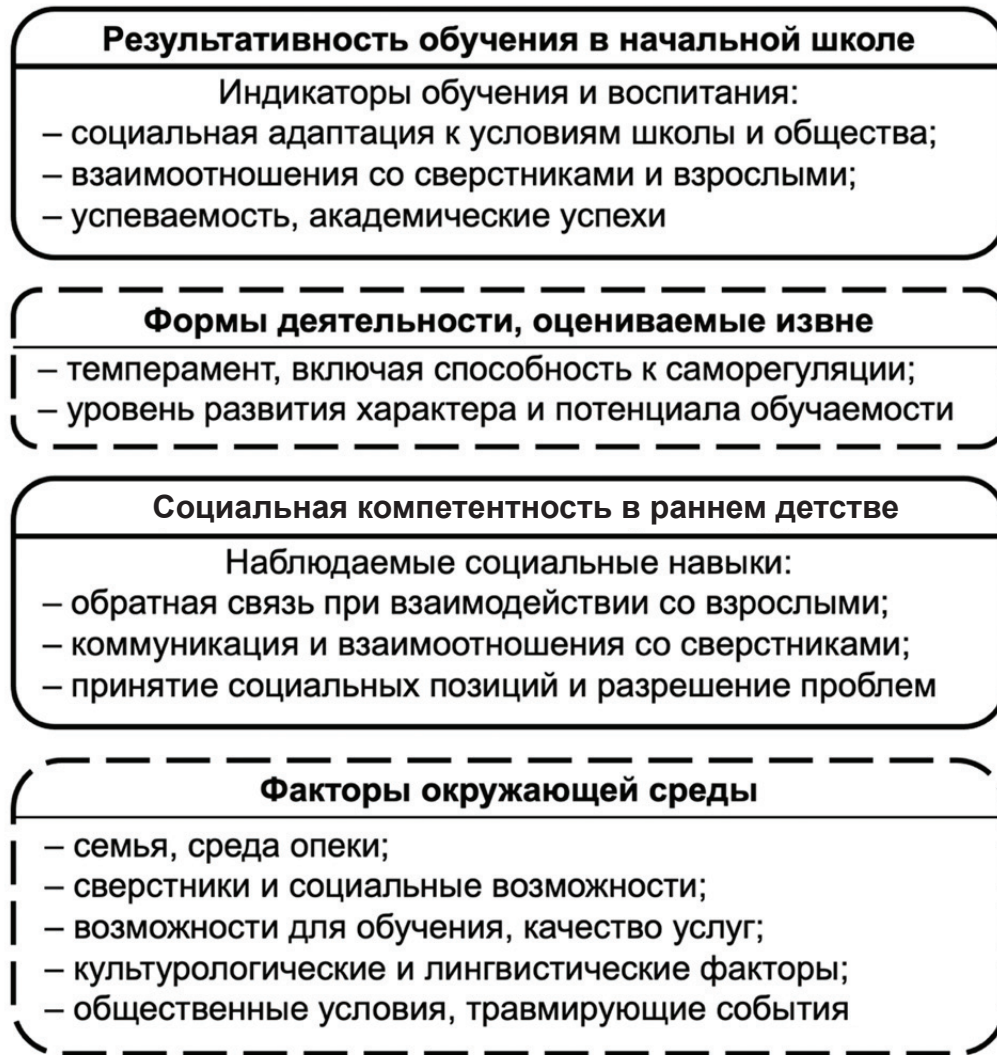 Результативность обучения в начальной школе
Индикаторы обучения и воспитания:
– социальная адаптация к условиям школы и общества;
– взаимоотношения со сверстниками и взрослыми;
– успеваемость, академические успехи
Формы деятельности, оцениваемые извне
– темперамент, включая способность к саморегуляции;
– уровень развития характера и потенциала обучаемости
Социальная компетентность в раннем детстве
Наблюдаемые социальные навыки:
– обратная связь при взаимодействии со взрослыми;
– коммуникация и взаимоотношения со сверстниками;
– принятие социальных позиций и разрешение проблем
Факторы окружающей среды
– семья, среда опеки;
– сверстники и социальные возможности;
– возможности для обучения, качество услуг;
– культурологические и лингвистические факторы;
– общественные условия, травмирующие события